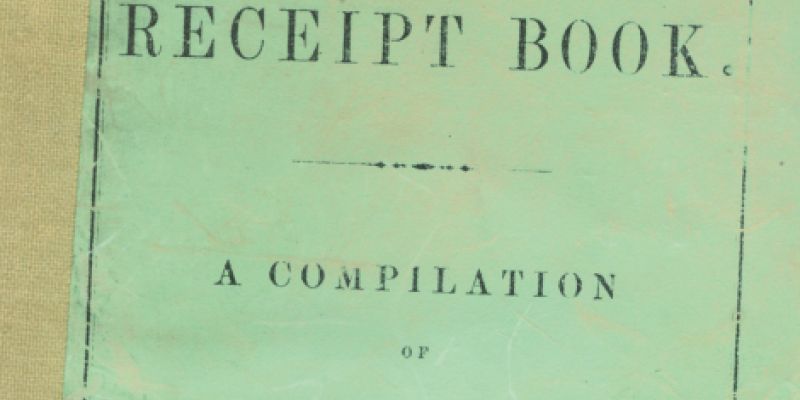 RECEIPT BOOK.
A COMPILATION
OF